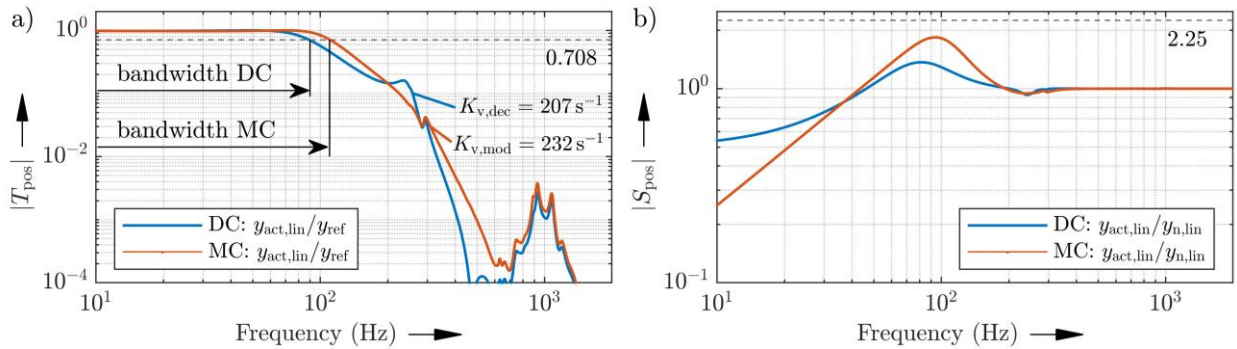 a)
10^0
0.708
bandwidth DC
K_v,dec = 207 s^−1
bandwidth MC
K_v,mod = 232 s^−1
10^−2
|T_pos|
DC: y_act,lin/y_ref
MC: y_act,lin/y_ref
10^−4
10^1
10^2
10^3
Frequency (Hz)
b)
2.25
10^0
|S_pos|
DC: y_act,lin/y_n,lin
MC: y_act,lin/y_n,lin
10^−1
10^1
10^2
10^3
Frequency (Hz)